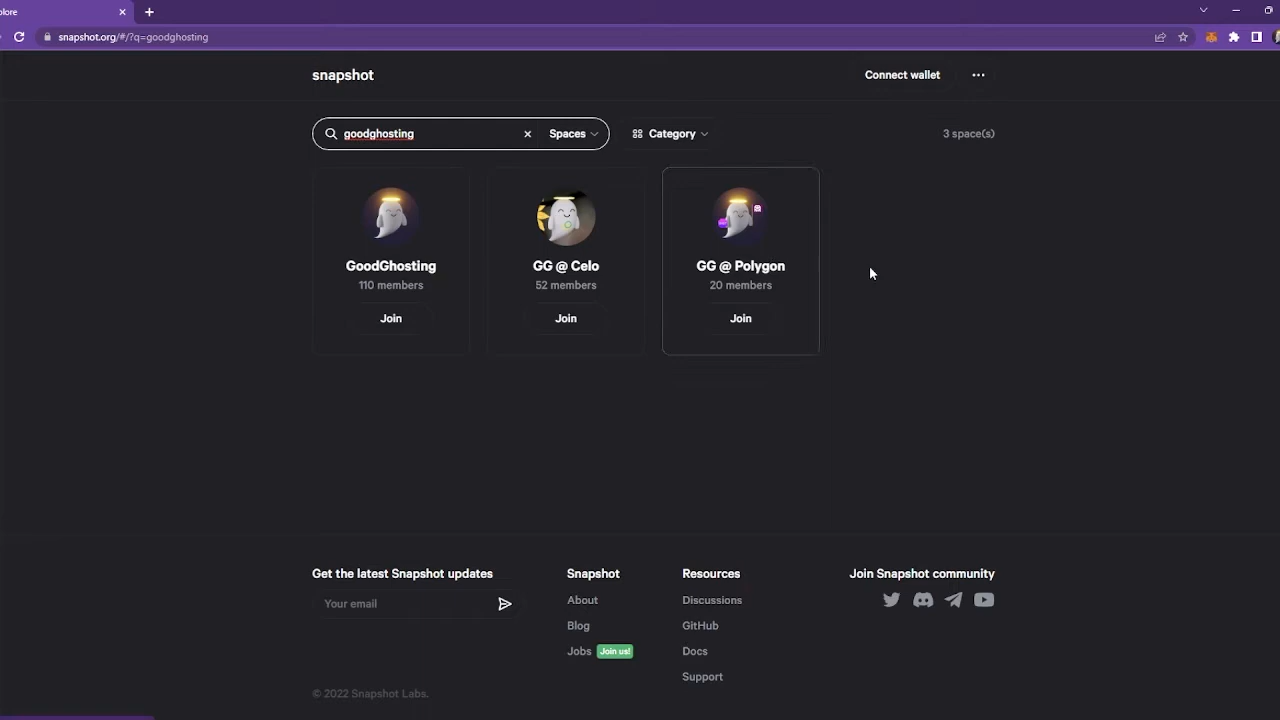 plore
snapshot.org/#/?q=goodghosting
snapshot
Connect wallet
goodghosting
Spaces
Category
3 space(s)
GoodGhosting
110 members
Join
GG @ Celo
52 members
Join
GG @ Polygon
20 members
Join
Get the latest Snapshot updates
Your email
Snapshot
About
Blog
Jobs Join us!
Resources
Discussions
GitHub
Docs
Support
Join Snapshot community
© 2022 Snapshot Labs.